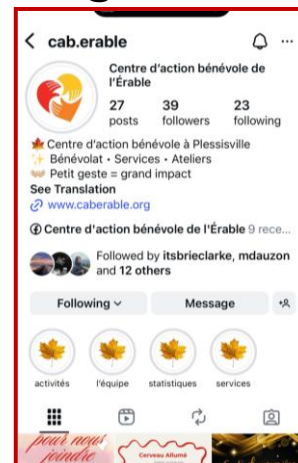 cab.erable
Centre d'action bénévole de
l'Érable
27 39 23
posts followers following
🍁 Centre d'action bénévole à Plessisville
✨ Bénévolat • Services • Ateliers
🤝 Petit geste = grand impact
See Translation
www.caberable.org
Centre d'action bénévole de l'Érable 9 rece...
Followed by itsbrieclarke, mdauzon
and 12 others
Following Message
activités l'équipe statistiques services
pour nous
joindre
Cerveau Allumé